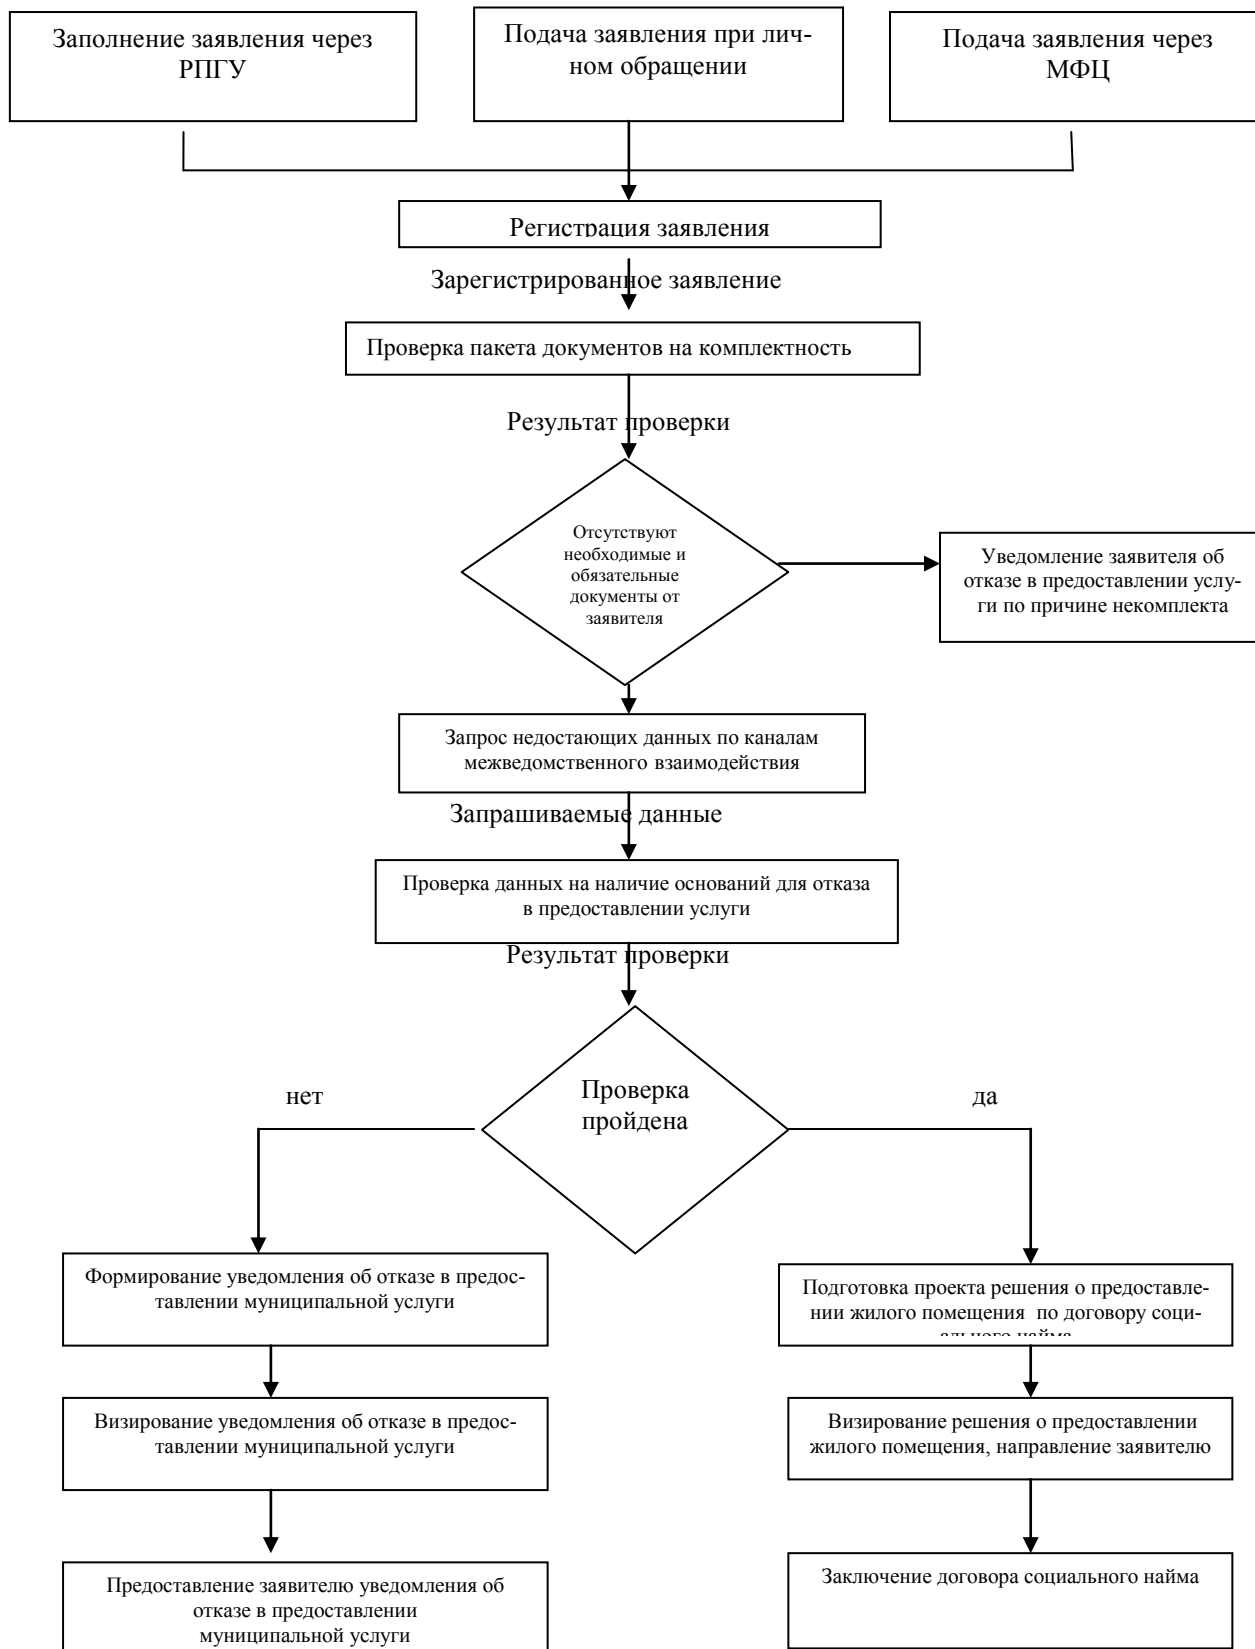 Заполнение заявления через
РПГУ
Подача заявления при лич-
ном обращении
Подача заявления через
МФЦ
Регистрация заявления
Зарегистрированное заявление
Проверка пакета документов на комплектность
Результат проверки
Отсутствуют
необходимые и
обязательные
документы от
заявителя
Уведомление заявителя об
отказе в предоставлении услу-
ги по причине некомплекта
Запрос недостающих данных по каналам
межведомственного взаимодействия
Запрашиваемые данные
Проверка данных на наличие оснований для отказа
в предоставлении услуги
Результат проверки
Проверка
пройдена
нет
да
Формирование уведомления об отказе в предос-
тавлении муниципальной услуги
Подготовка проекта решения о предоставле-
нии жилого помещения по договору соци-
ального найма
Визирование уведомления об отказе в предос-
тавлении муниципальной услуги
Визирование решения о предоставлении
жилого помещения, направление заявителю
Предоставление заявителю уведомления об
отказе в предоставлении
муниципальной услуги
Заключение договора социального найма